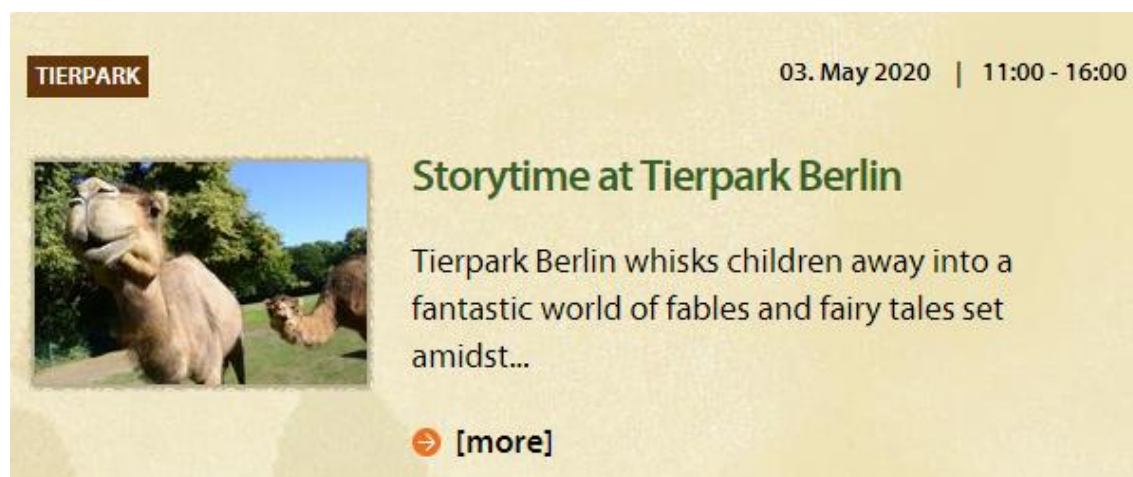 TIERPARK
03. May 2020 | 11:00 - 16:00
Storytime at Tierpark Berlin
Tierpark Berlin whisks children away into a
fantastic world of fables and fairy tales set
amidst...
[more]